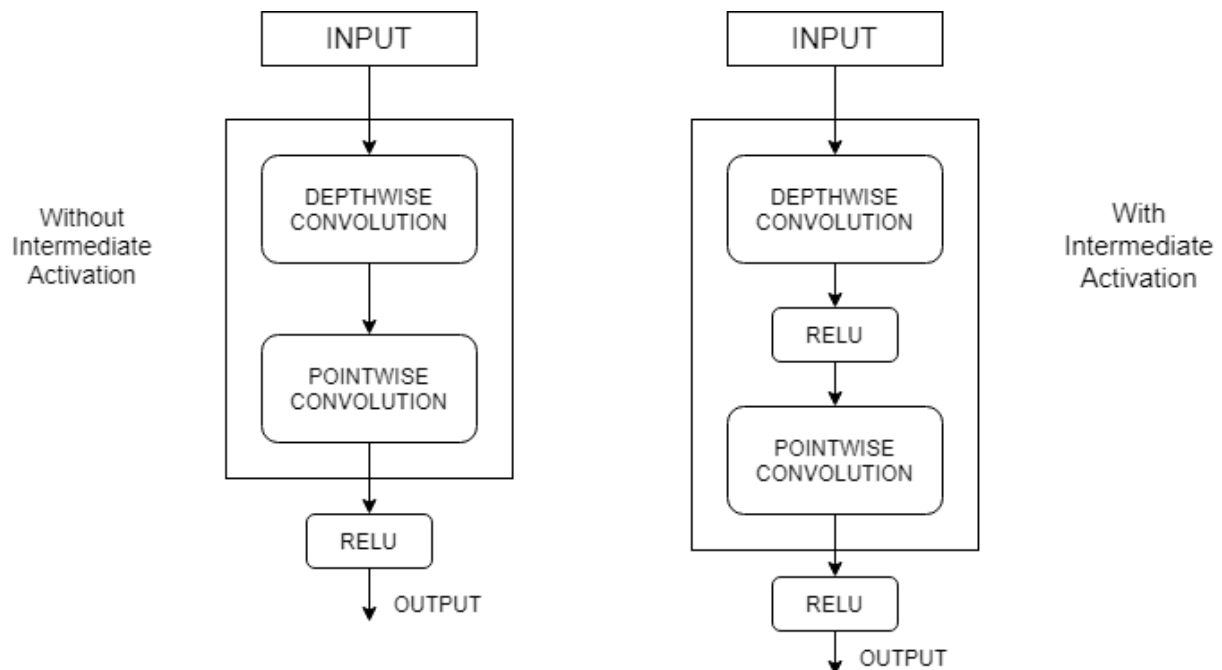 INPUT
Without
Intermediate
Activation
DEPTHWISE
CONVOLUTION
POINTWISE
CONVOLUTION
RELU
OUTPUT
INPUT
DEPTHWISE
CONVOLUTION
RELU
POINTWISE
CONVOLUTION
RELU
OUTPUT
With
Intermediate
Activation